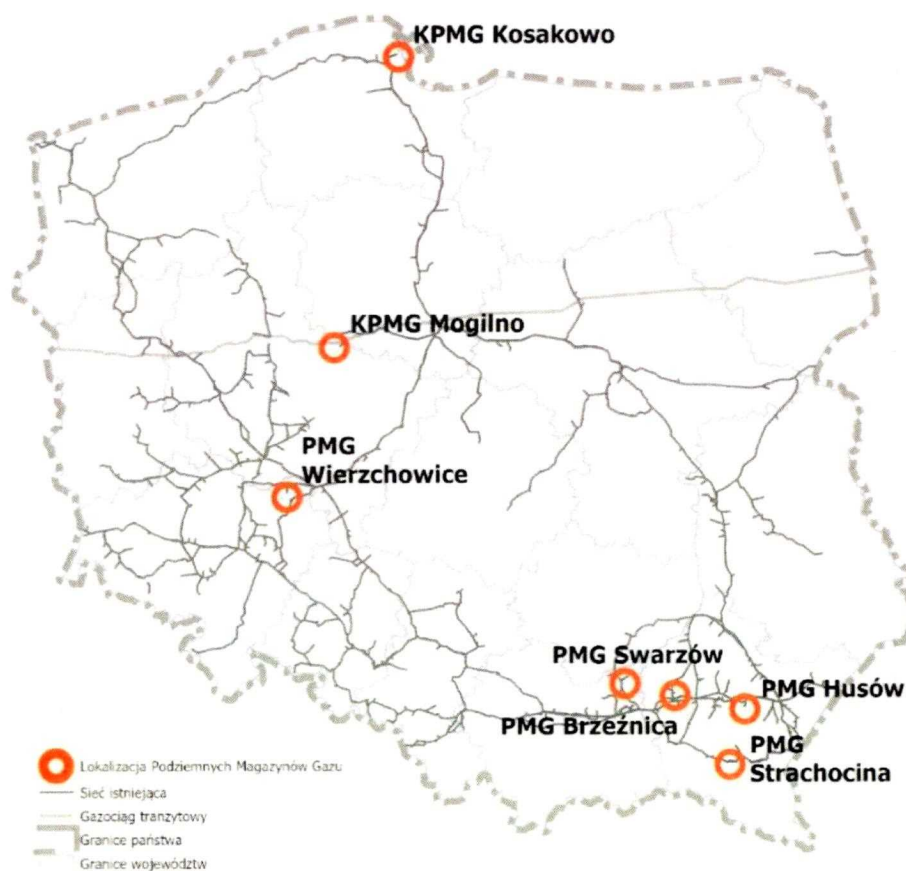 KPMG Kosakowo
KPMG Mogilno
PMG
Wierzchowice
PMG Swarzów
PMG Husów
PMG Brzeźnica
PMG
Strachocina
Lokalizacja Podziemnych Magazynów Gazu
Sieć istniejąca
Gazociąg tranzytowy
Granice państwa
Granice województw